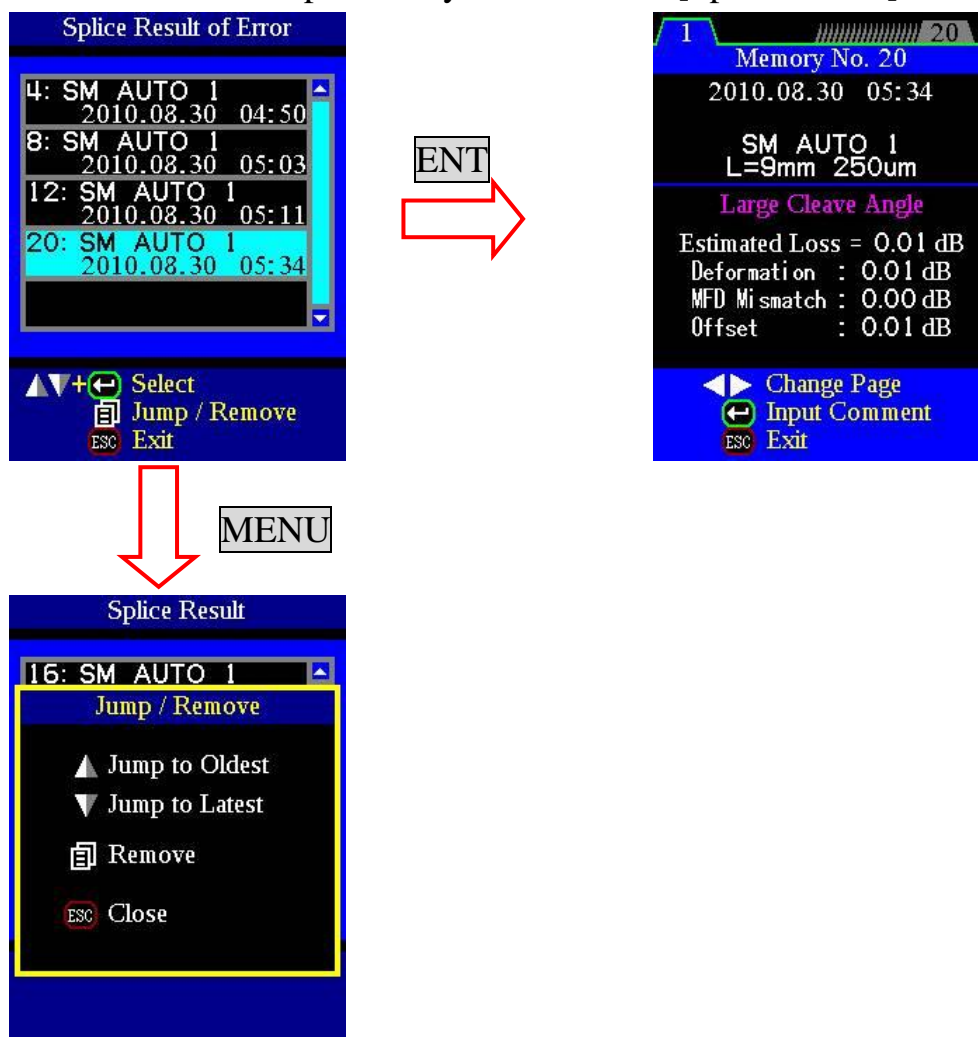 Splice Result of Error
4: SM AUTO 1
2010.08.30 04:50
8: SM AUTO 1
2010.08.30 05:03
12: SM AUTO 1
2010.08.30 05:11
20: SM AUTO 1
2010.08.30 05:34
+ Select
Jump / Remove
ESC Exit
ENT
1 20
Memory No. 20
2010.08.30 05:34
SM AUTO 1
L=9mm 250um
Large Cleave Angle
Estimated Loss = 0.01 dB
Deformation : 0.01 dB
MFD Mismatch : 0.00 dB
Offset : 0.01 dB
Change Page
Input Comment
ESC Exit
MENU
Splice Result
16: SM AUTO 1
Jump / Remove
Jump to Oldest
Jump to Latest
Remove
ESC Close